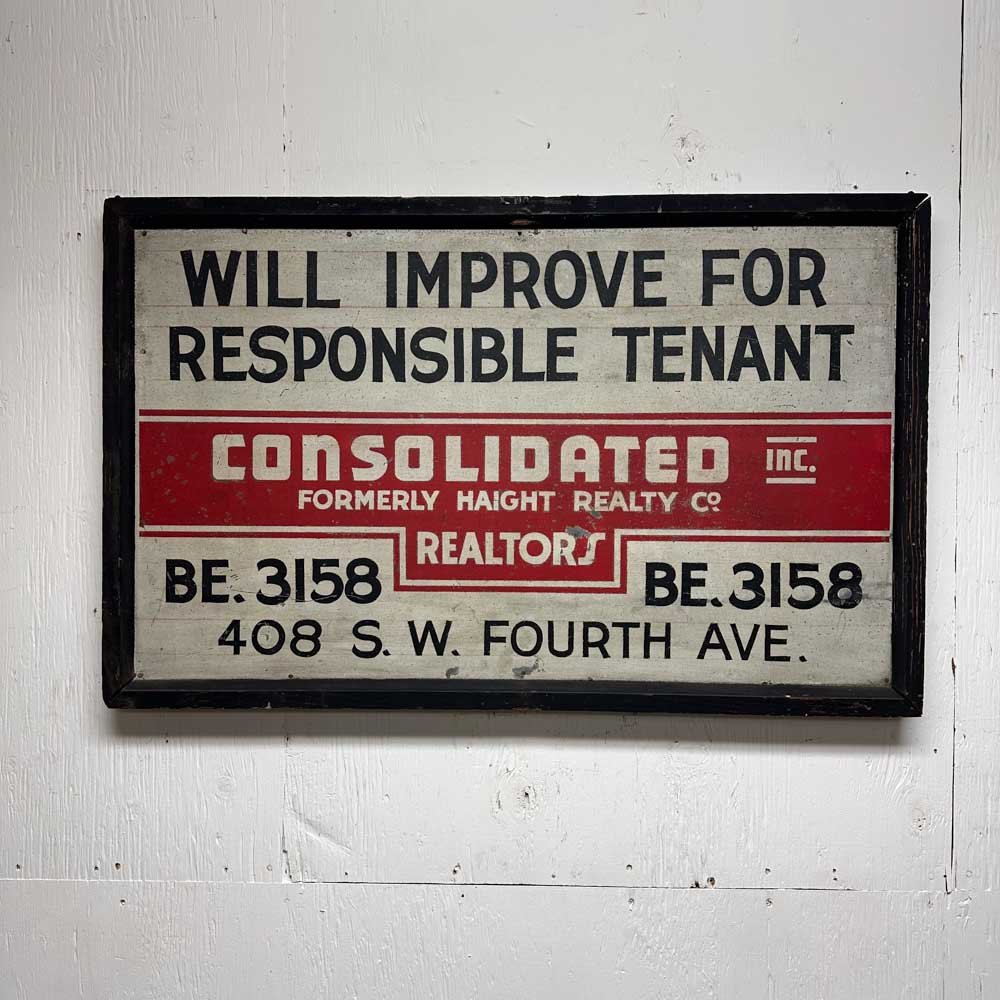 WILL IMPROVE FOR
RESPONSIBLE TENANT
CONSOLIDATED INC.
FORMERLY HAIGHT REALTY CO
REALTORS
BE. 3158 BE. 3158
408 S. W. FOURTH AVE.